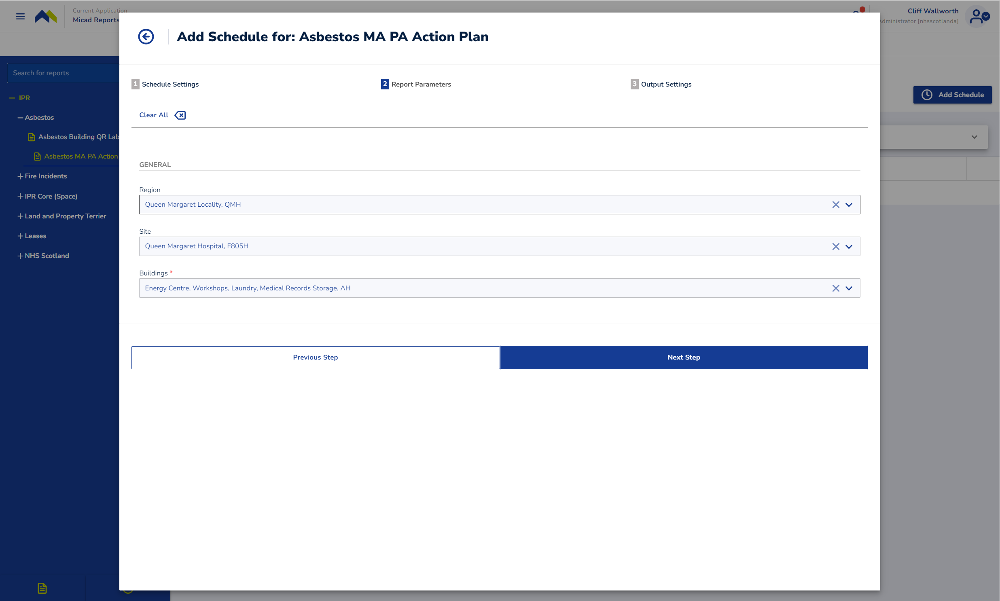 Current Application
Micad Reports
Cliff Wallworth
Administrator [nhsscotlanda]
Add Schedule for: Asbestos MA PA Action Plan
Search for reports
1 Schedule Settings
2 Report Parameters
3 Output Settings
IPR
Add Schedule
Clear All
Asbestos
Asbestos Building QR Lab
Asbestos MA PA Action
GENERAL
Fire Incidents
Region
IPR Core (Space)
Queen Margaret Locality, QMH
Land and Property Terrier
Site
Leases
Queen Margaret Hospital, F805H
NHS Scotland
Buildings *
Energy Centre, Workshops, Laundry, Medical Records Storage, AH
Previous Step
Next Step